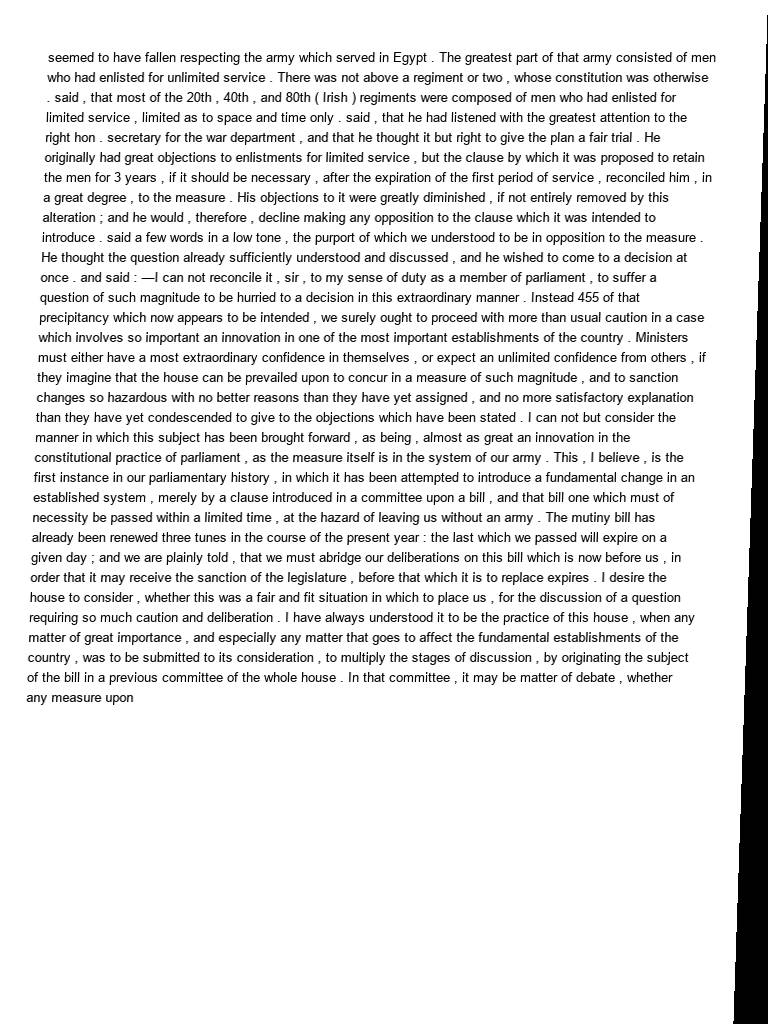 seemed to have fallen respecting the army which served in Egypt . The greatest part of that army consisted of men
who had enlisted for unlimited service . There was not above a regiment or two , whose constitution was otherwise
. said , that most of the 20th , 40th , and 80th ( Irish ) regiments were composed of men who had enlisted for
limited service , limited as to space and time only . said , that he had listened with the greatest attention to the
right hon . secretary for the war department , and that he thought it but right to give the plan a fair trial . He
originally had great objections to enlistments for limited service , but the clause by which it was proposed to retain
the men for 3 years , if it should be necessary , after the expiration of the first period of service , reconciled him , in
a great degree , to the measure . His objections to it were greatly diminished , if not entirely removed by this
alteration ; and he would , therefore , decline making any opposition to the clause which it was intended to
introduce . said a few words in a low tone , the purport of which we understood to be in opposition to the measure .
He thought the question already sufficiently understood and discussed , and he wished to come to a decision at
once . and said : —I can not reconcile it , sir , to my sense of duty as a member of parliament , to suffer a
question of such magnitude to be hurried to a decision in this extraordinary manner . Instead 455 of that
precipitancy which now appears to be intended , we surely ought to proceed with more than usual caution in a case
which involves so important an innovation in one of the most important establishments of the country . Ministers
must either have a most extraordinary confidence in themselves , or expect an unlimited confidence from others , if
they imagine that the house can be prevailed upon to concur in a measure of such magnitude , and to sanction
changes so hazardous with no better reasons than they have yet assigned , and no more satisfactory explanation
than they have yet condescended to give to the objections which have been stated . I can not but consider the
manner in which this subject has been brought forward , as being , almost as great an innovation in the
constitutional practice of parliament , as the measure itself is in the system of our army . This , I believe , is the
first instance in our parliamentary history , in which it has been attempted to introduce a fundamental change in an
established system , merely by a clause introduced in a committee upon a bill , and that bill one which must of
necessity be passed within a limited time , at the hazard of leaving us without an army . The mutiny bill has
already been renewed three tunes in the course of the present year : the last which we passed will expire on a
given day ; and we are plainly told , that we must abridge our deliberations on this bill which is now before us , in
order that it may receive the sanction of the legislature , before that which it is to replace expires . I desire the
house to consider , whether this was a fair and fit situation in which to place us , for the discussion of a question
requiring so much caution and deliberation . I have always understood it to be the practice of this house , when any
matter of great importance , and especially any matter that goes to affect the fundamental establishments of the
country , was to be submitted to its consideration , to multiply the stages of discussion , by originating the subject
of the bill in a previous committee of the whole house . In that committee , it may be matter of debate , whether
any measure upon